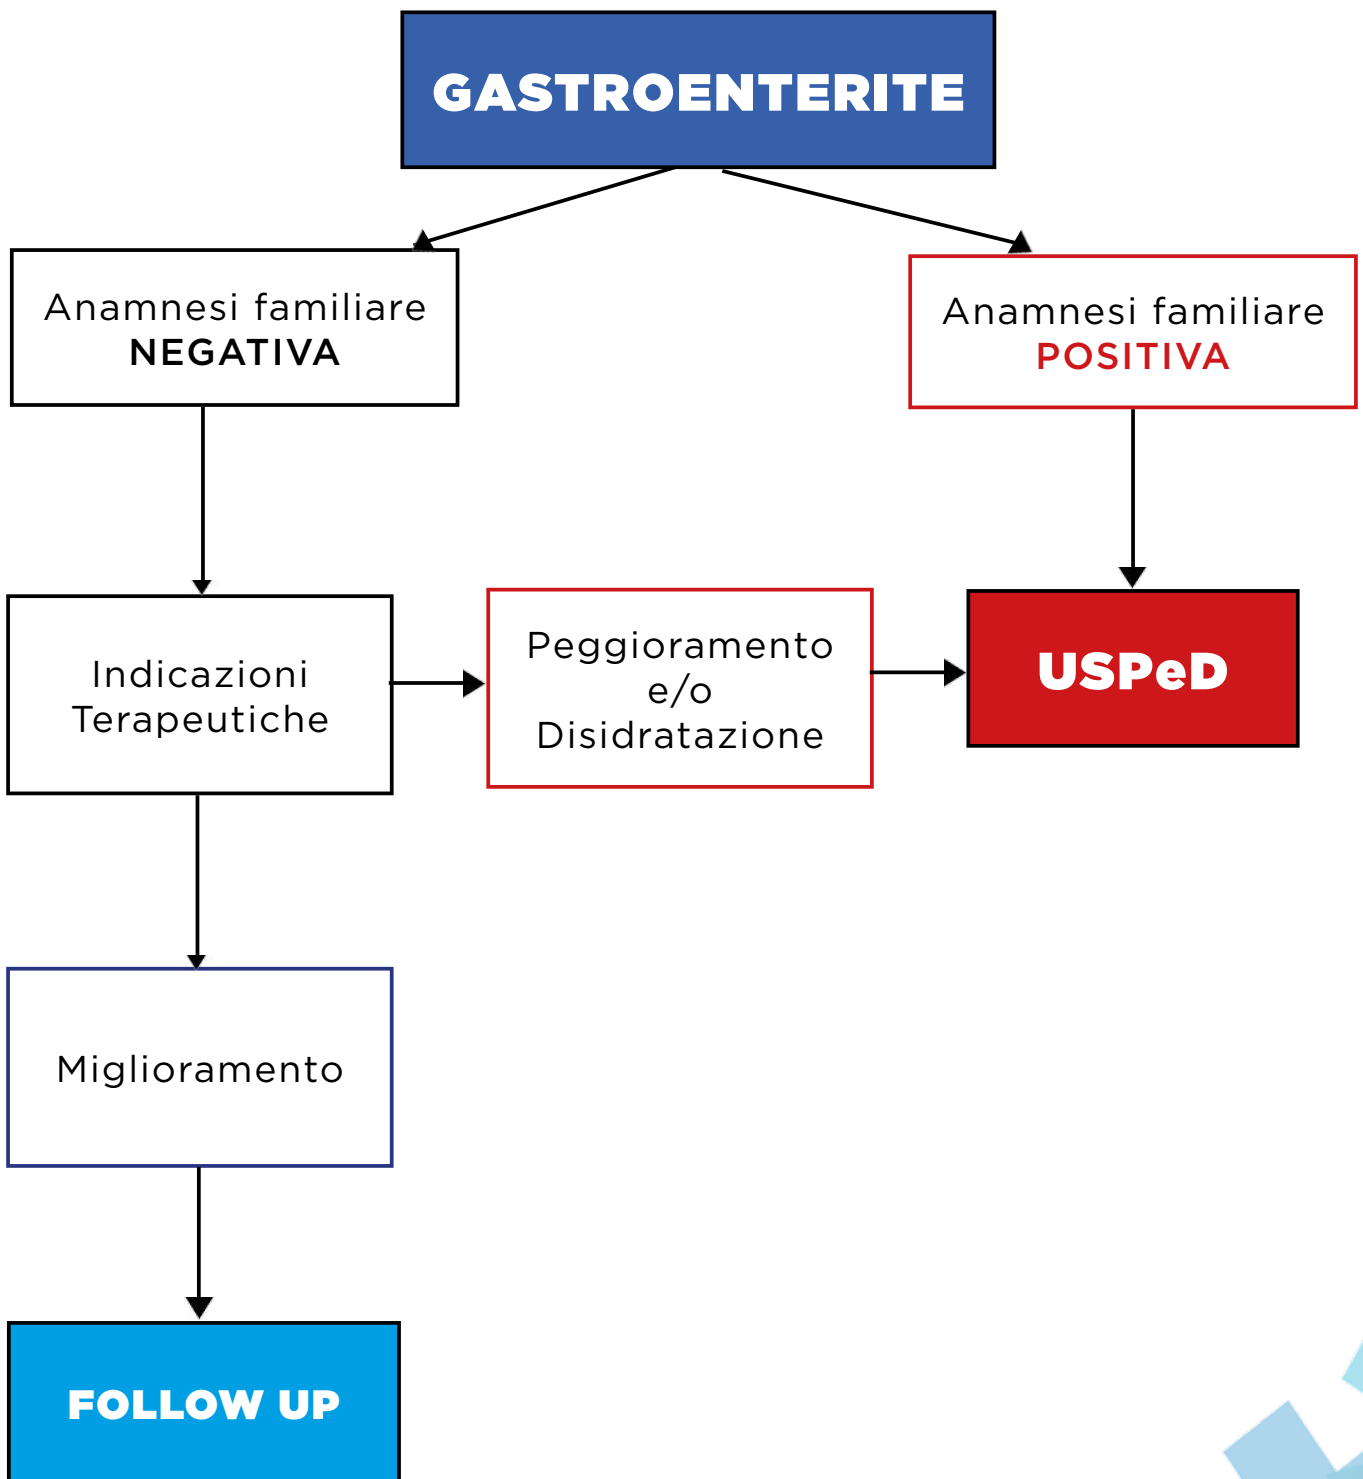 GASTROENTERITE
Anamnesi familiare
NEGATIVA
Anamnesi familiare
POSITIVA
Indicazioni
Terapeutiche
Peggioramento
e/o
Disidratazione
USPeD
Miglioramento
FOLLOW UP